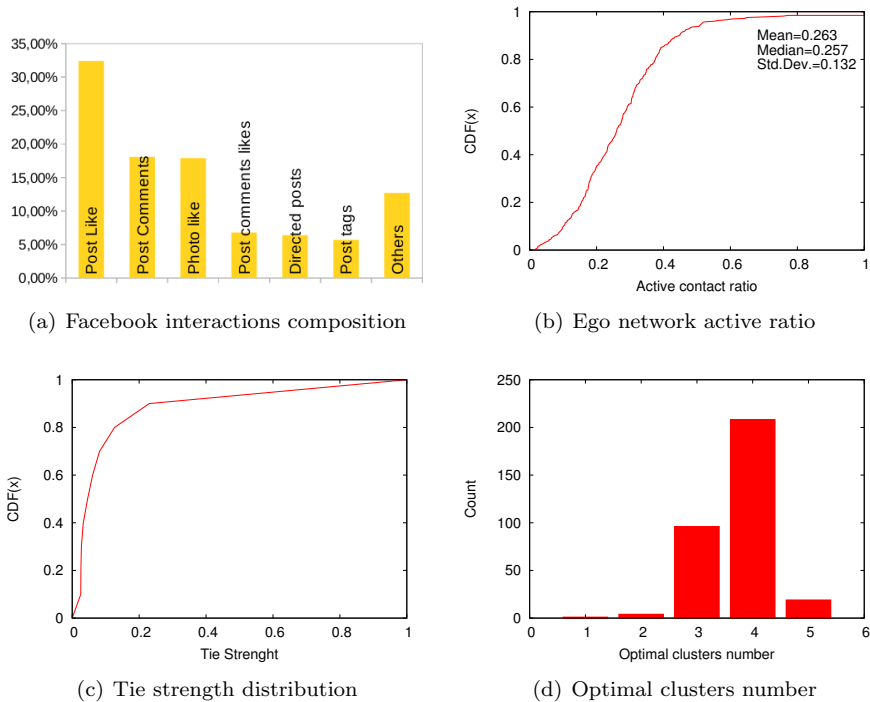 35,00%
30,00%
25,00%
20,00%
15,00%
10,00%
5,00%
0,00%
Post Like
Post Comments
Photo like
Post comments likes
Directed posts
Post tags
Others
(a) Facebook interactions composition
1
0.8
0.6
0.4
0.2
0
CDF(x)
Mean=0.263
Median=0.257
Std.Dev.=0.132
0 0.2 0.4 0.6 0.8 1
Active contact ratio
(b) Ego network active ratio
1
0.8
0.6
0.4
0.2
0
CDF(x)
0 0.2 0.4 0.6 0.8 1
Tie Strenght
(c) Tie strength distribution
250
200
150
100
50
0
Count
0 1 2 3 4 5 6
Optimal clusters number
(d) Optimal clusters number